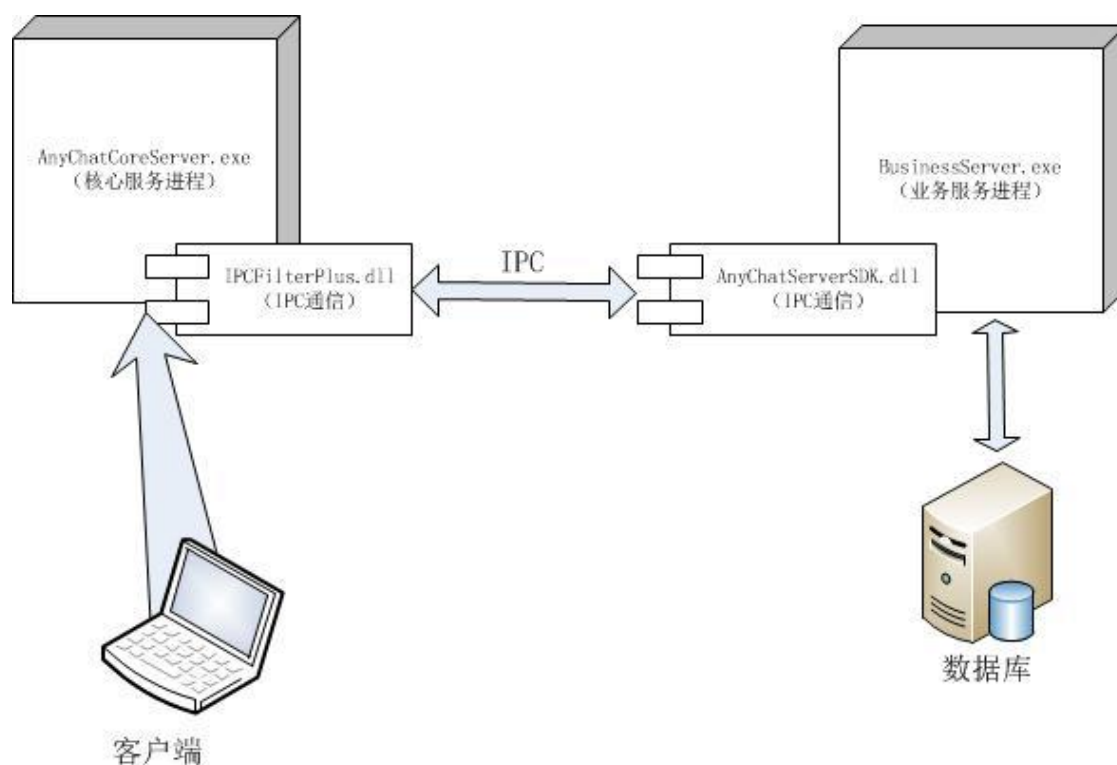 AnyChatCoreServer.exe
（核心服务进程）
BusinessServer.exe
（业务服务进程）
IPCFilterPlus.dll
（IPC通信）
IPC
AnyChatServerSDK.dll
（IPC通信）
数据库
客户端